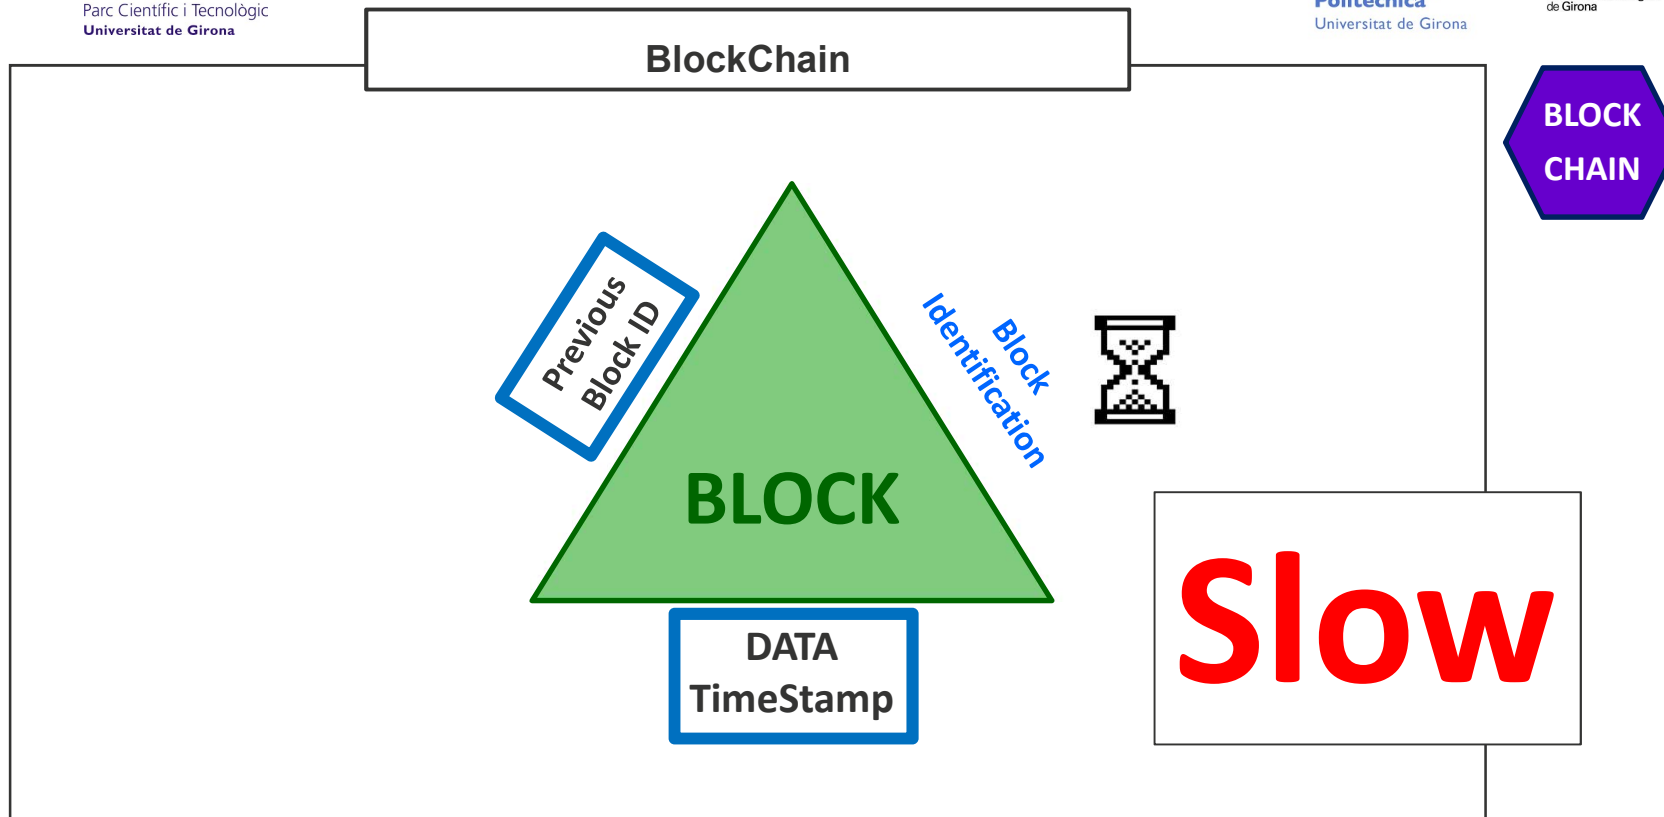 Parc Científic i Tecnològic
Universitat de Girona
Politècnica
Universitat de Girona
de Girona
BlockChain
BLOCK
CHAIN
Previous
Block ID
Block
Identification
BLOCK
DATA
TimeStamp
Slow